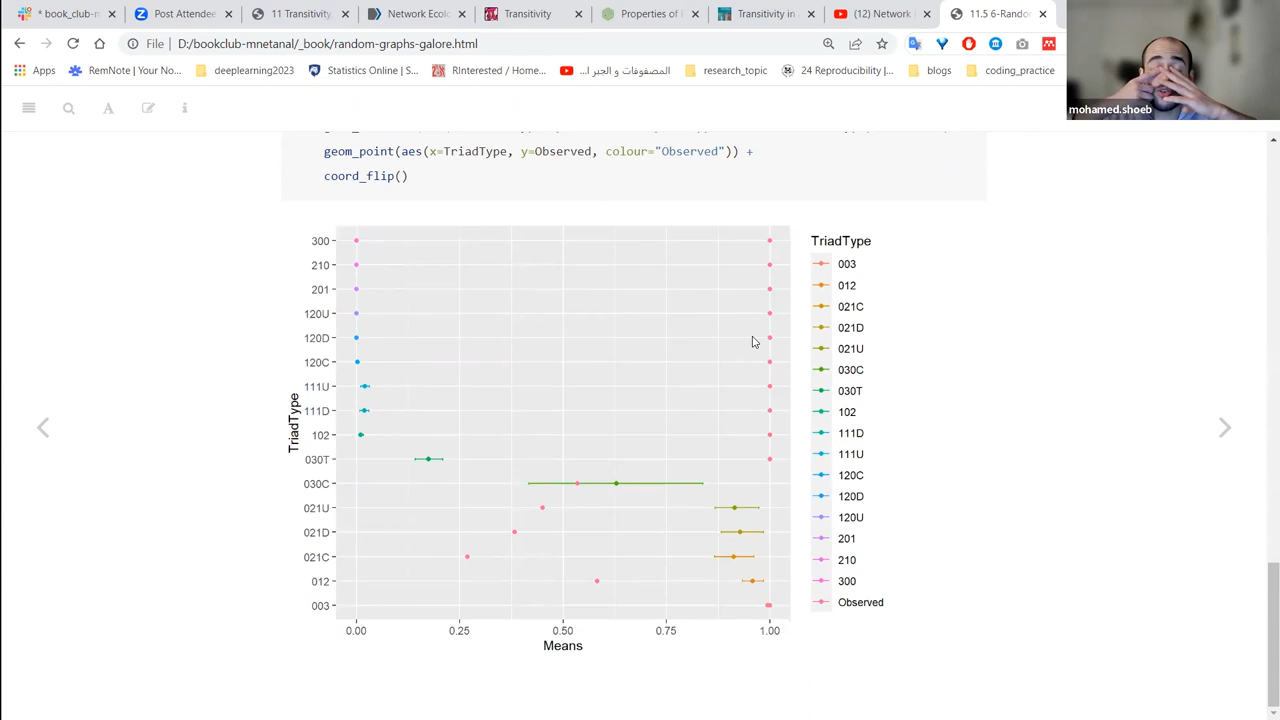 * book_club-n
Post Attendee
11 Transitivity,
Network Ecol
Transitivity
Properties of
Transitivity in
(12) Network
11.5 6-Rando
File
D:/bookclub-mnnetanal/_book/random-graphs-galore.html
Apps
RemNote | Your No...
deeplearning2023
Statistics Online | S...
RInterested / Home...
المصفوفات و الجبر ا...
research_topic
24 Reproducibility |...
blogs
coding_practice
mohamed.shoeb
geom_point(aes(x=TriadType, y=Observed, colour="Observed")) +
coord_flip()
300
210
201
120U
120D
120C
111U
111D
102
030T
030C
021U
021D
021C
012
003
TriadType
0.00
0.25
0.50
0.75
1.00
Means
TriadType
003
012
021C
021D
021U
030C
030T
102
111D
111U
120C
120D
120U
201
210
300
Observed